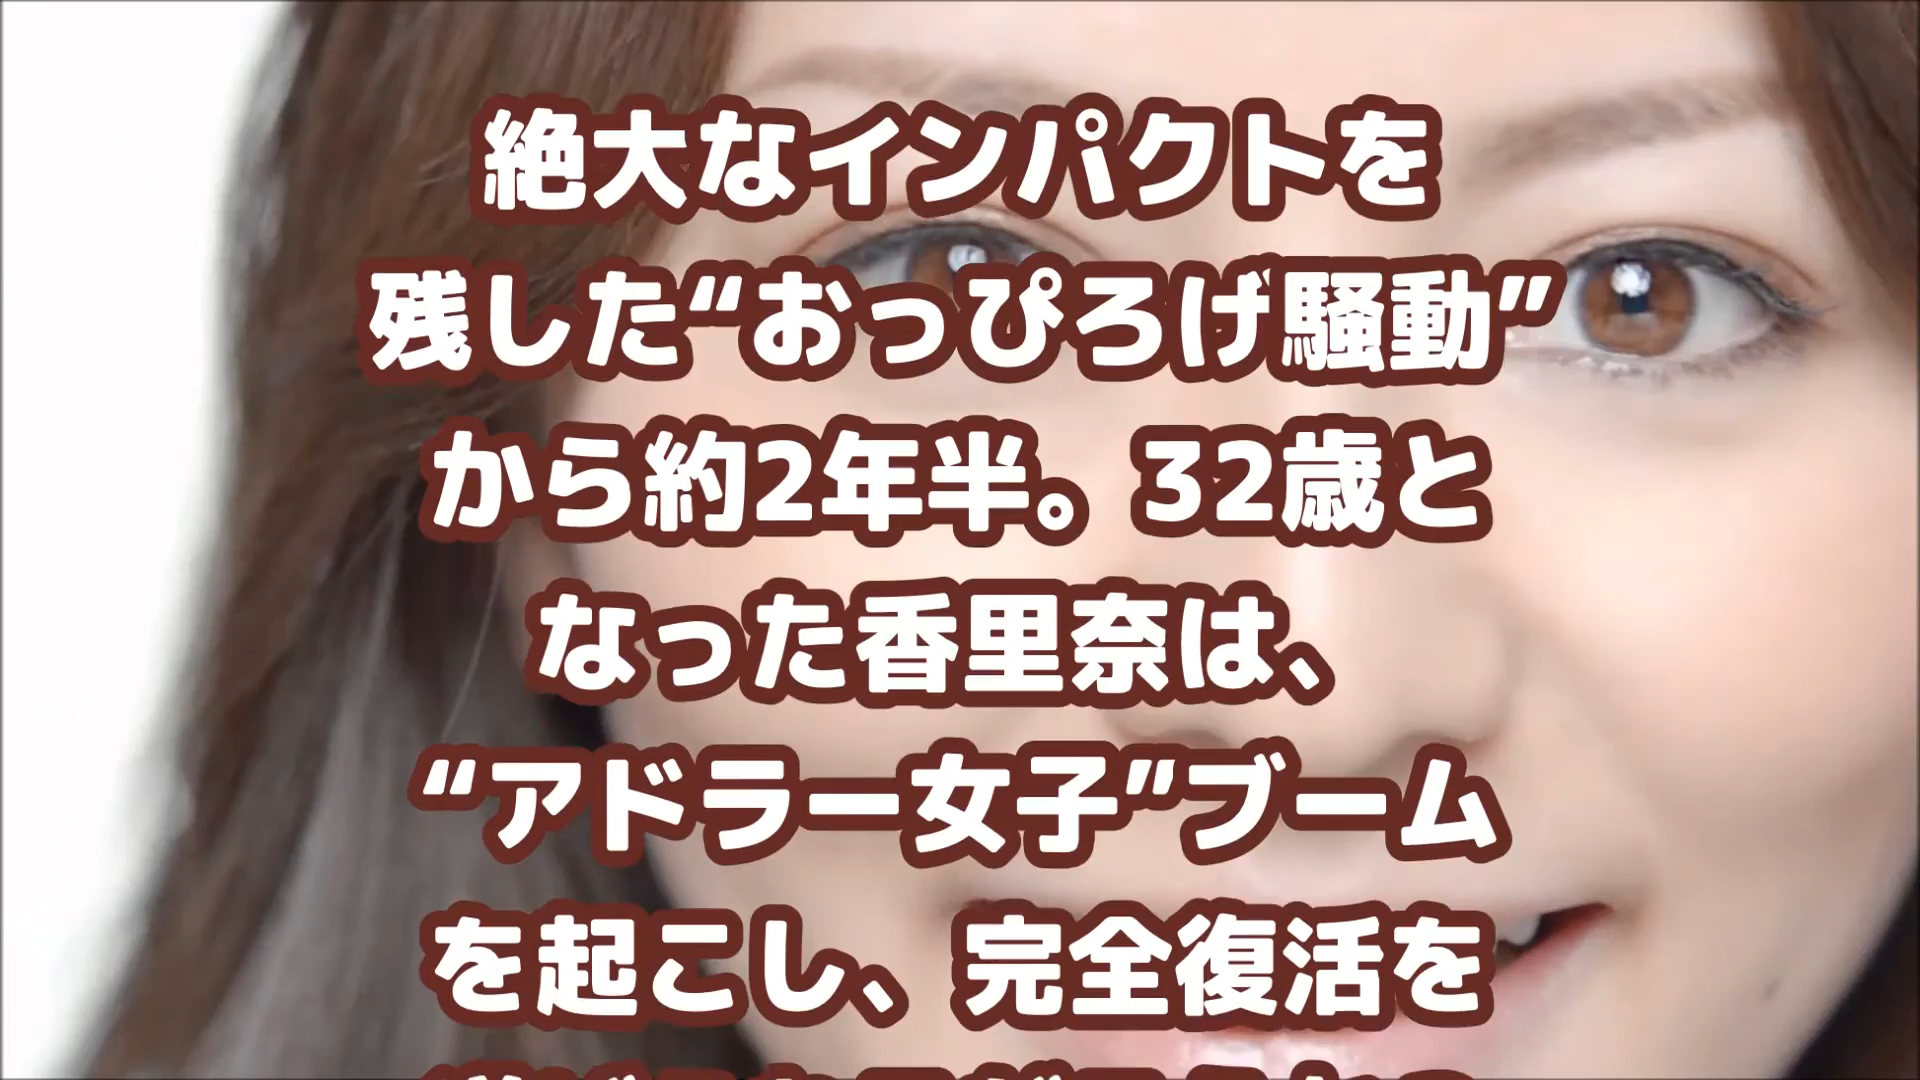 絶大なインパクトを
残した“おっぴろげ騒動”
から約2年半。32歳と
なった香里奈は、
“アドラー女子”ブーム
を起こし、完全復活を